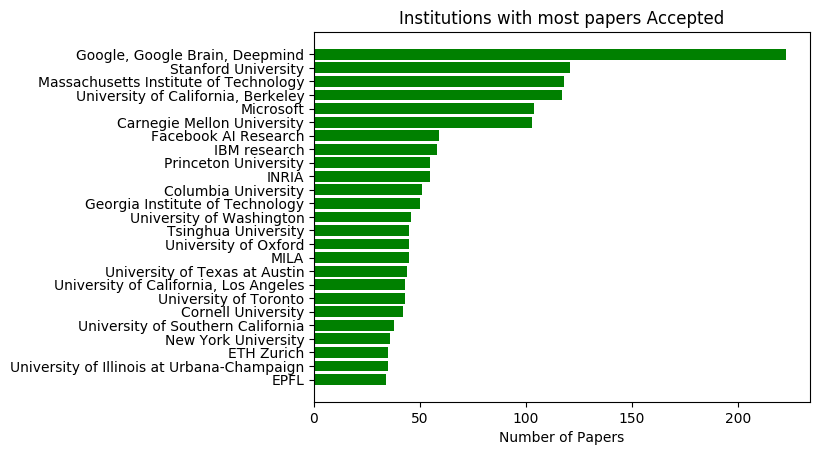 Institutions with most papers Accepted
Google, Google Brain, Deepmind
Stanford University
Massachusetts Institute of Technology
University of California, Berkeley
Microsoft
Carnegie Mellon University
Facebook AI Research
IBM research
Princeton University
INRIA
Columbia University
Georgia Institute of Technology
University of Washington
Tsinghua University
University of Oxford
MILA
University of Texas at Austin
University of California, Los Angeles
University of Toronto
Cornell University
University of Southern California
New York University
ETH Zurich
University of Illinois at Urbana-Champaign
EPFL
0 50 100 150 200
Number of Papers